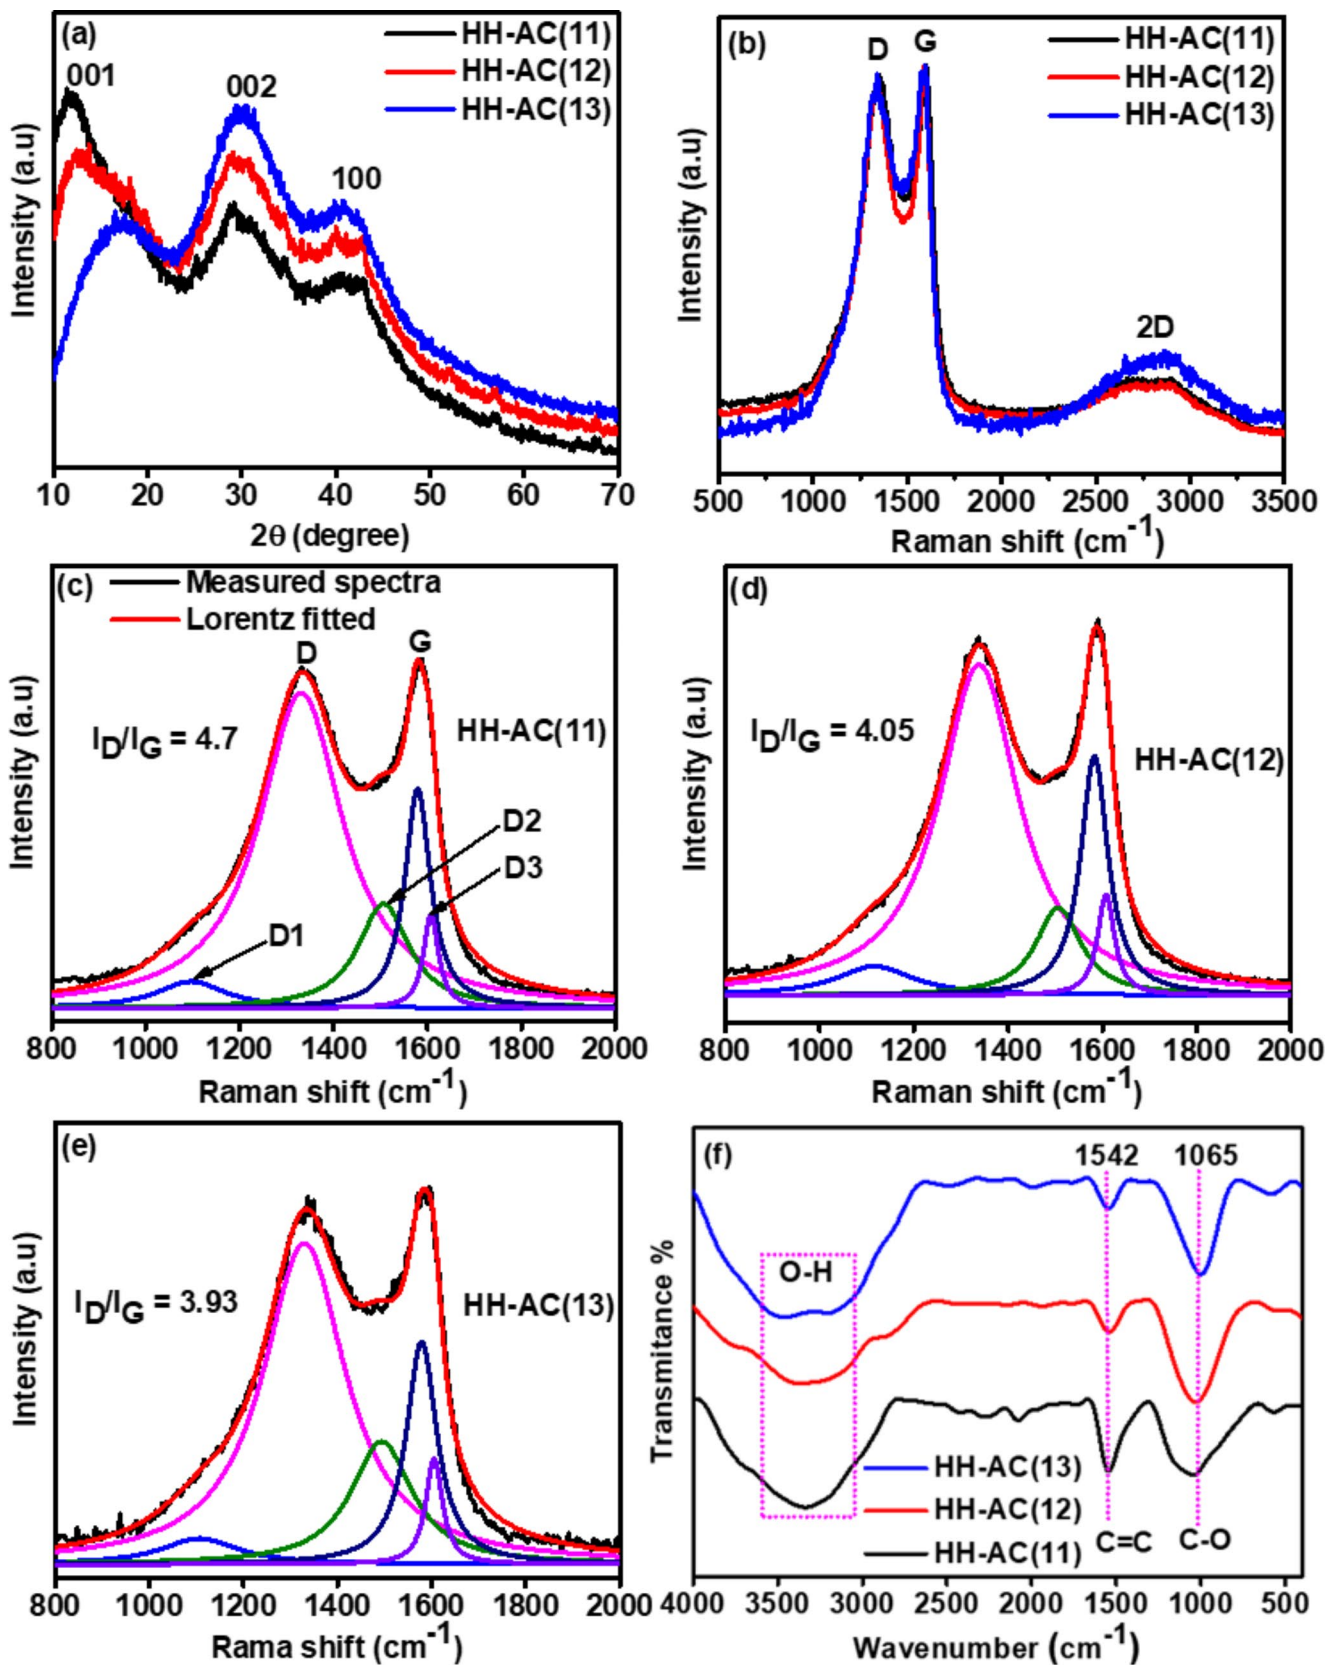 (a)
HH-AC(11)
HH-AC(12)
HH-AC(13)
001
002
100
Intensity (a.u)
10 20 30 40 50 60 70
2θ (degree)
(b)
D
G
HH-AC(11)
HH-AC(12)
HH-AC(13)
2D
Intensity (a.u)
500 1000 1500 2000 2500 3000 3500
Raman shift (cm-1)
(c)
Measured spectra
Lorentz fitted
D
G
ID/IG = 4.7
HH-AC(11)
D2
D3
D1
Intensity (a.u)
800 1000 1200 1400 1600 1800 2000
Raman shift (cm-1)
(d)
ID/IG = 4.05
HH-AC(12)
Intensity (a.u)
800 1000 1200 1400 1600 1800 2000
Raman shift (cm-1)
(e)
ID/IG = 3.93
HH-AC(13)
Intensity (a.u)
800 1000 1200 1400 1600 1800 2000
Rama shift (cm-1)
(f)
1542 1065
O-H
HH-AC(13)
HH-AC(12)
HH-AC(11)
C=C C-O
Transmitance %
4000 3500 3000 2500 2000 1500 1000 500
Wavenumber (cm-1)